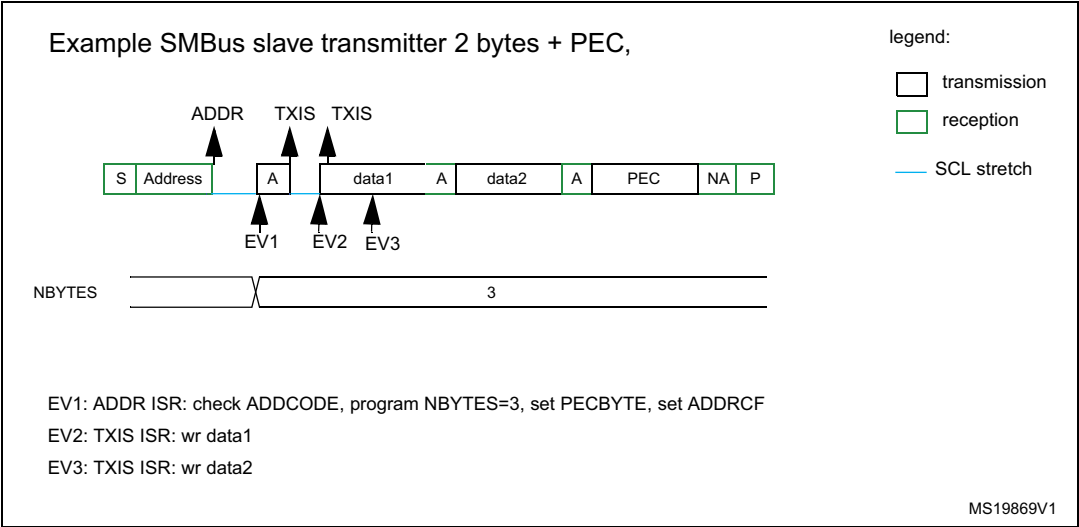 Example SMBus slave transmitter 2 bytes + PEC,
legend:
transmission
reception
SCL stretch
ADDR TXIS TXIS
S Address A data1 A data2 A PEC NA P
EV1 EV2 EV3
NBYTES 3
EV1: ADDR ISR: check ADDCODE, program NBYTES=3, set PECBYTE, set ADDRCF
EV2: TXIS ISR: wr data1
EV3: TXIS ISR: wr data2
MS19869V1